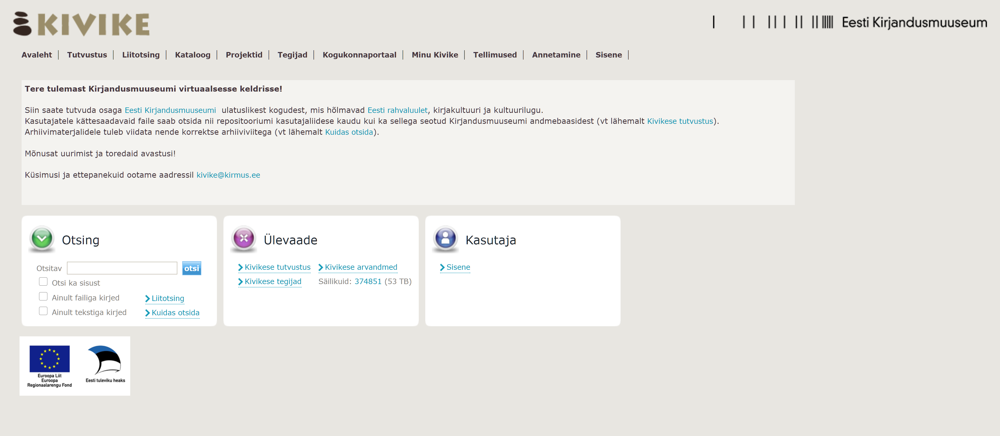 KIVIKE
Eesti Kirjandusmuuseum
Avaleht Tutvustus Liitotsing Kataloog Projektid Tegijad Kogukonnaportaal Minu Kivike Tellimused Annetamine Sisene
Tere tulemast Kirjandusmuuseumi virtuaalsesse keldrisse!
Siin saate tutvuda osaga Eesti Kirjandusmuuseumi ulatuslikest kogudest, mis hõlmavad Eesti rahvaluulet, kirjakultuuri ja kultuurilugu.
Kasutajatele kättesaadavaid faile saab otsida nii repositooriumi kasutajaliidese kaudu kui ka sellega seotud Kirjandusmuuseumi andmebaasidest (vt lähemalt Kivikese tutvustus).
Arhiivimaterjalidele tuleb viidata nende korrektse arhiiviviitega (vt lähemalt Kuidas otsida).
Mõnusat uurimist ja toredaid avastusi!
Küsimusi ja ettepanekuid ootame aadressil kivike@kirmus.ee
Otsing
Otsitav otsi
Otsi ka sisust
Ainult failiga kirjed Liitotsing
Ainult tekstiga kirjed Kuidas otsida
Ülevaade
Kivikese tutvustus Kivikese arvandmed
Kivikese tegijad Säilikuid: 374851 (53 TB)
Kasutaja
Sisene
Euroopa Liit
Euroopa
Regionaalarengu Fond
Eesti tuleviku heaks